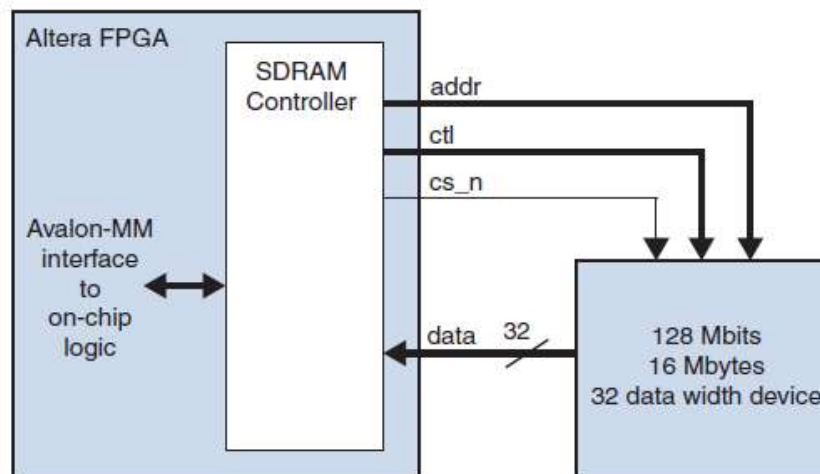 Altera FPGA
SDRAM
Controller
addr
ctl
cs_n
Avalon-MM
interface
to
on-chip
logic
data
32
128 Mbits
16 Mbytes
32 data width device